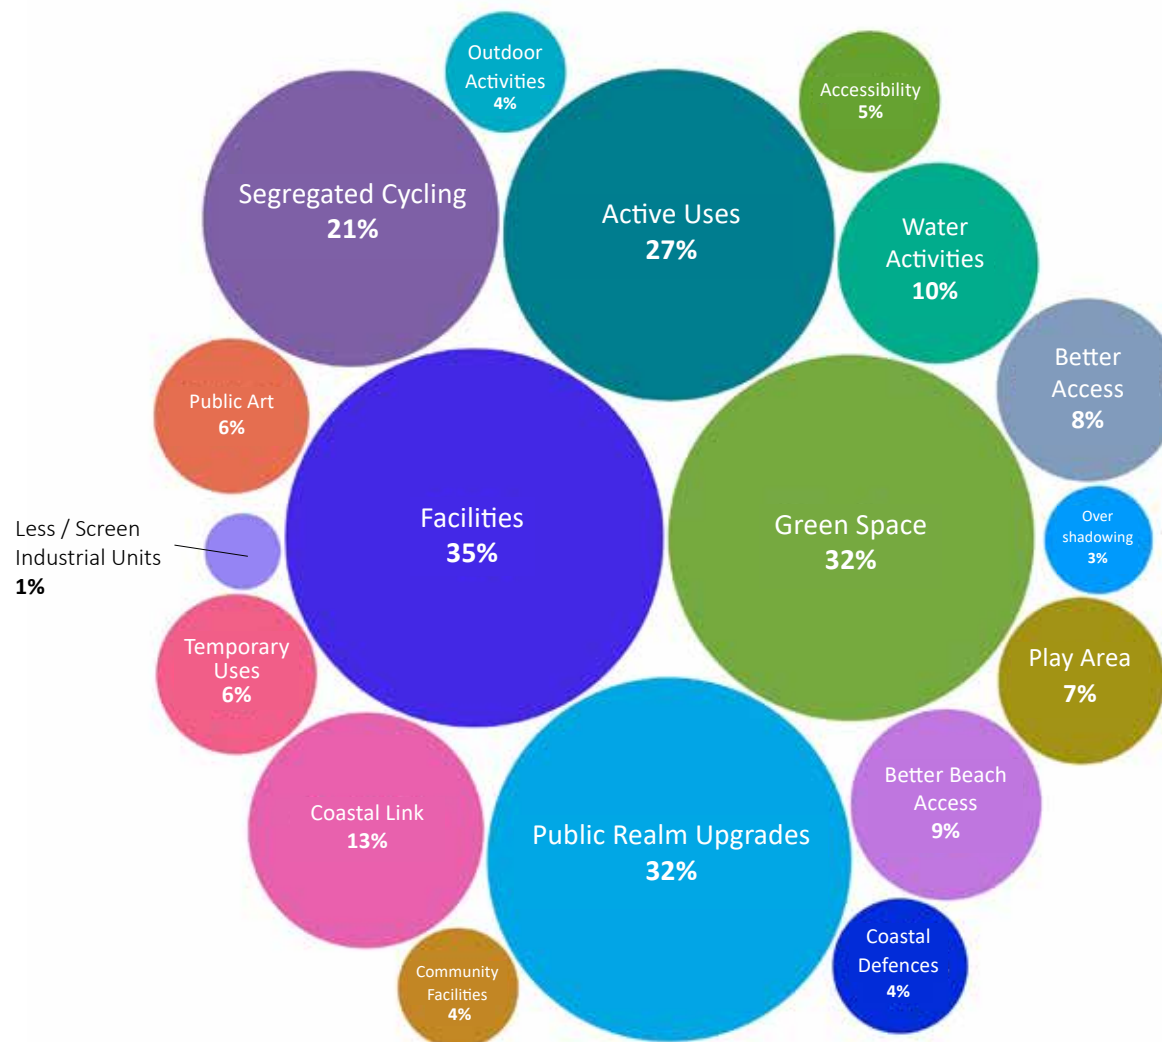 Outdoor
Activities
4%
Accessibility
5%
Segregated Cycling
21%
Active Uses
27%
Water
Activities
10%
Better
Access
8%
Public Art
6%
Facilities
35%
Green Space
32%
Over
shadowing
3%
Less / Screen
Industrial Units
1%
Temporary
Uses
6%
Play Area
7%
Coastal Link
13%
Public Realm Upgrades
32%
Better Beach
Access
9%
Community
Facilities
4%
Coastal
Defences
4%